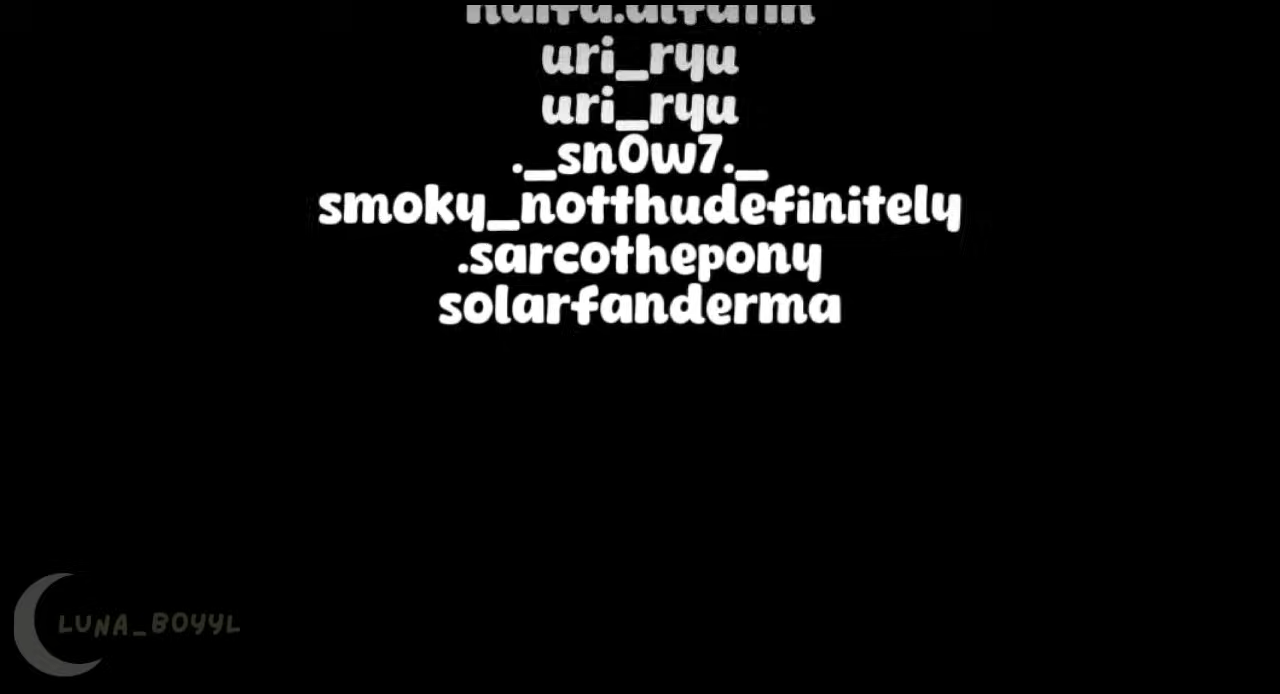 uri_ryu
uri_ryu
._sn0w7._
smoky_notthudefinitely
.sarcothepony
solarfanderma
LUNA_BOYYL